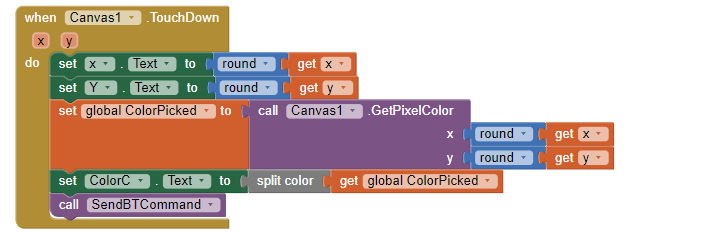 when Canvas1 .TouchDown
x y
do set x . Text to round get x
set Y . Text to round get y
set global ColorPicked to call Canvas1 .GetPixelColor
x round get x
y round get y
set ColorC . Text to split color get global ColorPicked
call SendBTCommand